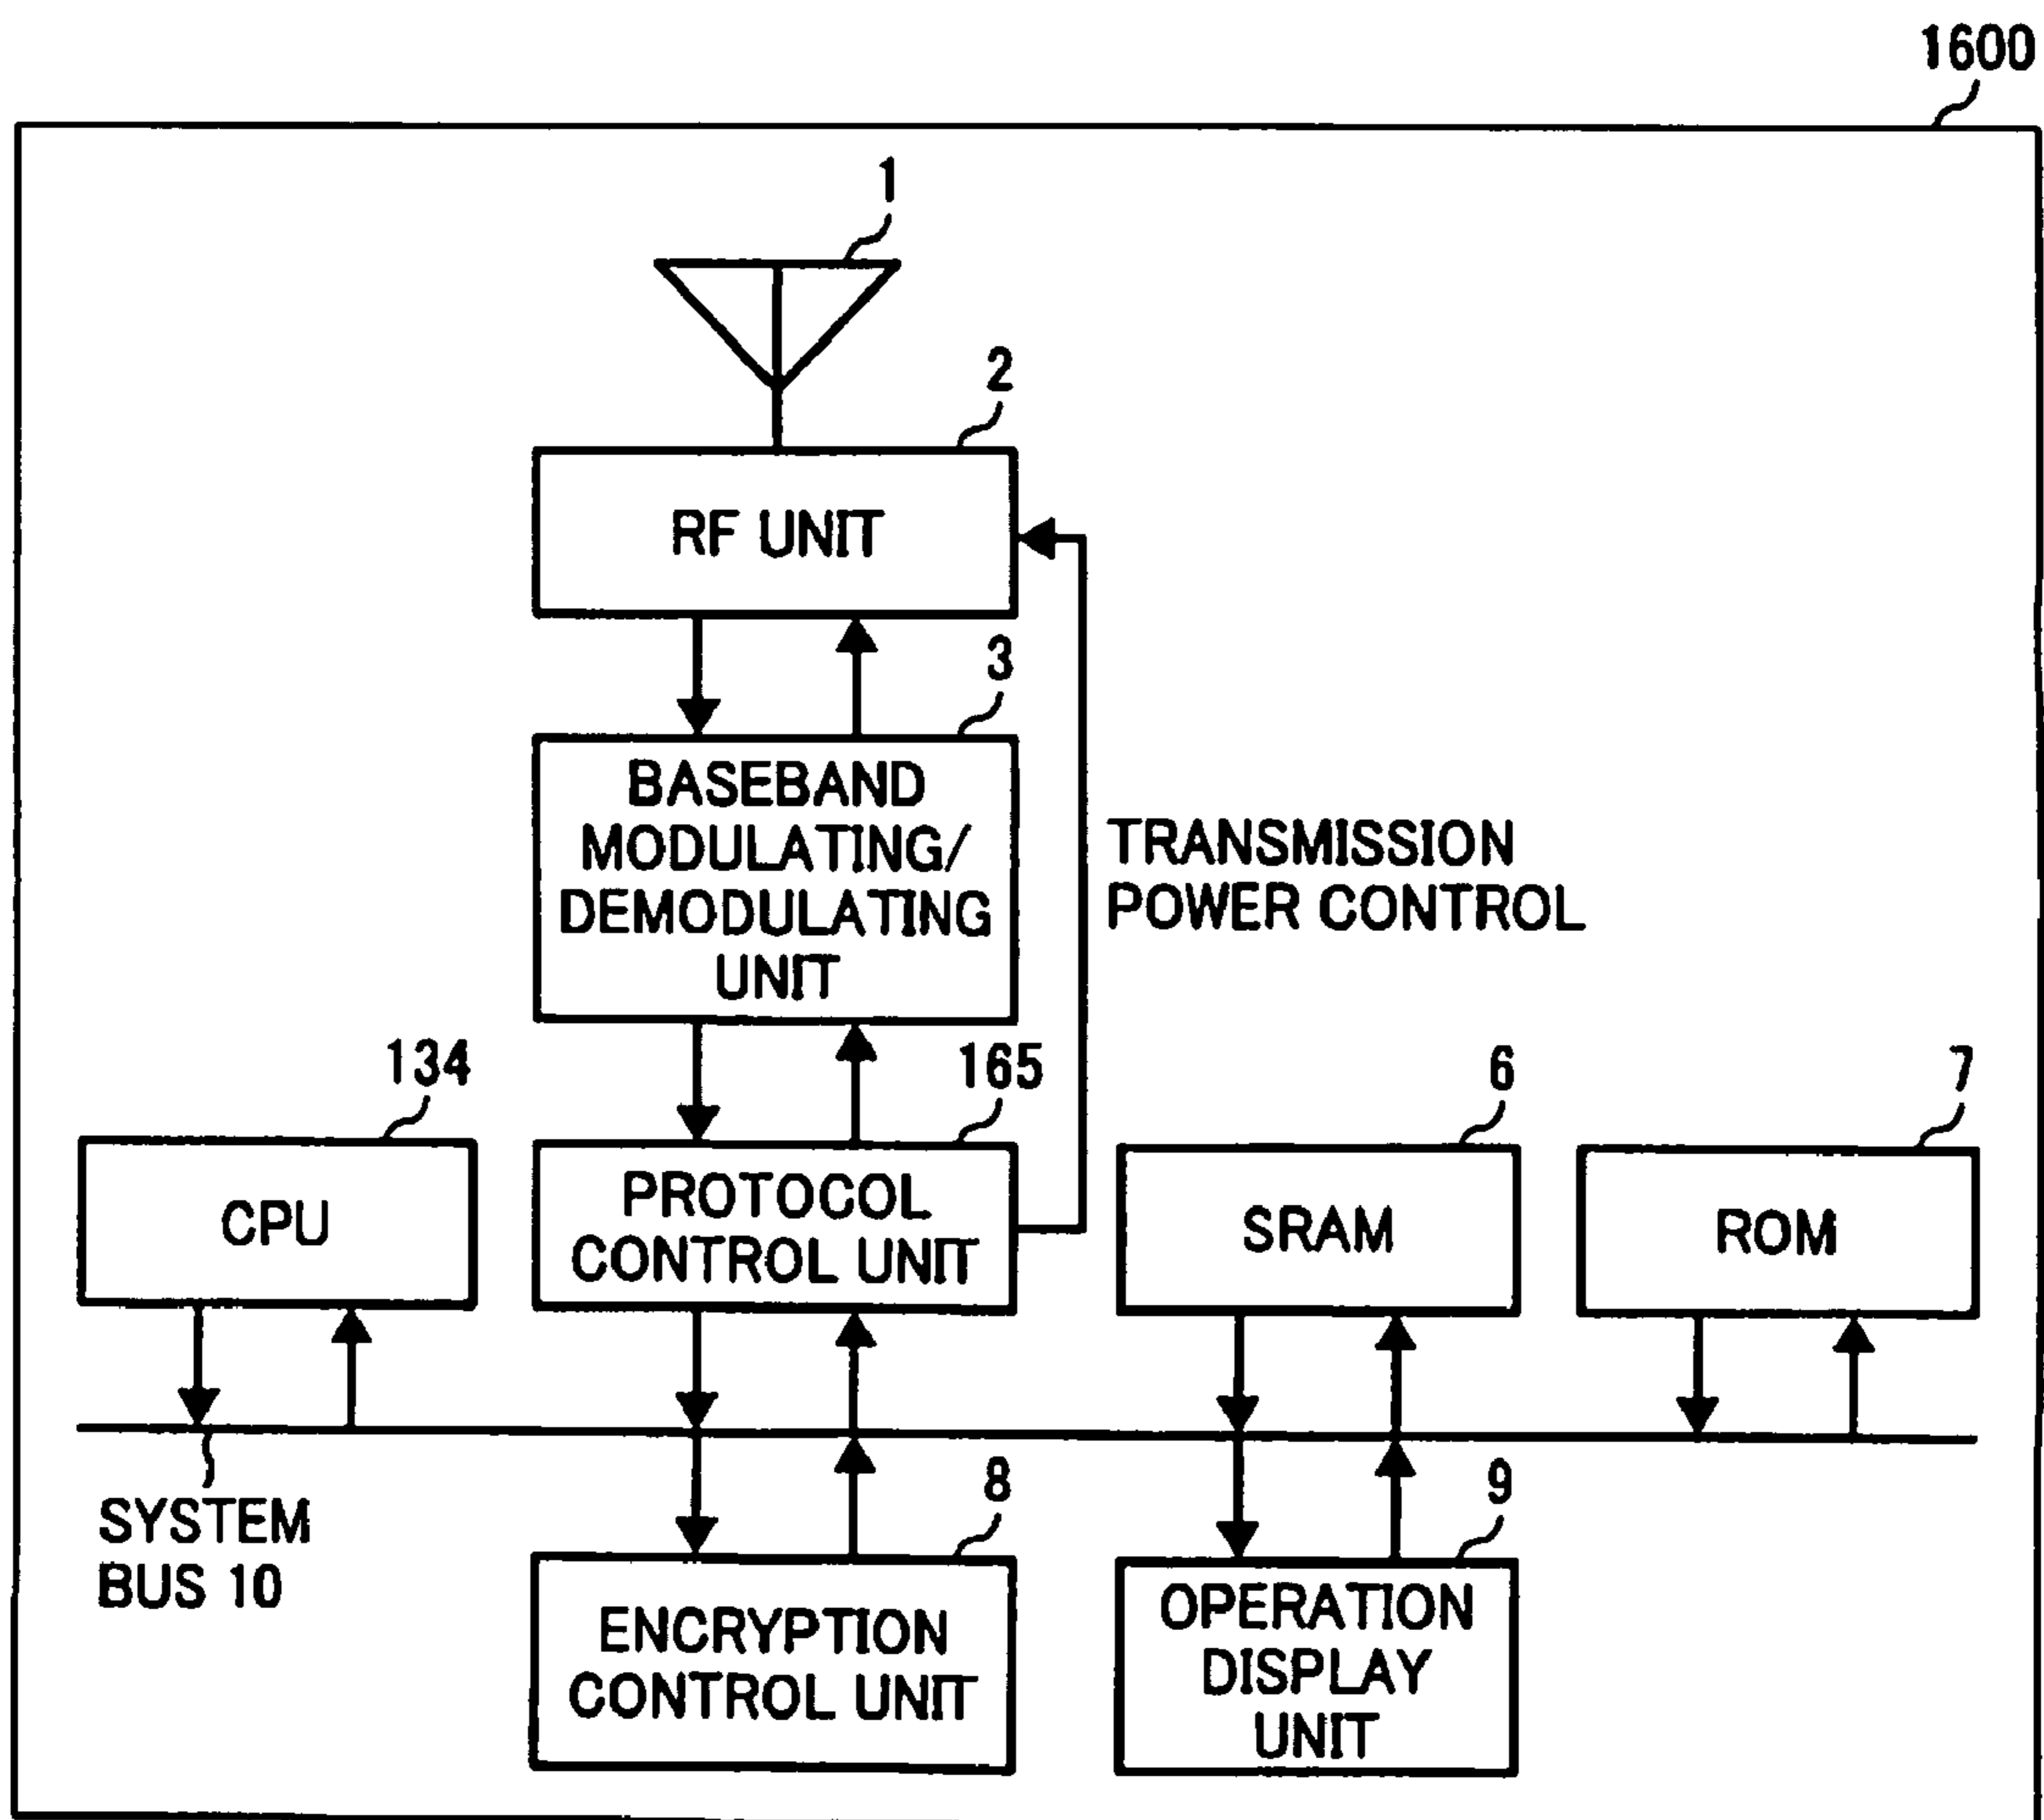 1600
1
2
RF UNIT
3
BASEBAND
MODULATING/
DEMODULATING
UNIT
TRANSMISSION
POWER CONTROL
134
165
6
7
CPU
PROTOCOL
CONTROL UNIT
SRAM
ROM
SYSTEM
BUS 10
8
9
ENCRYPTION
CONTROL UNIT
OPERATION
DISPLAY
UNIT